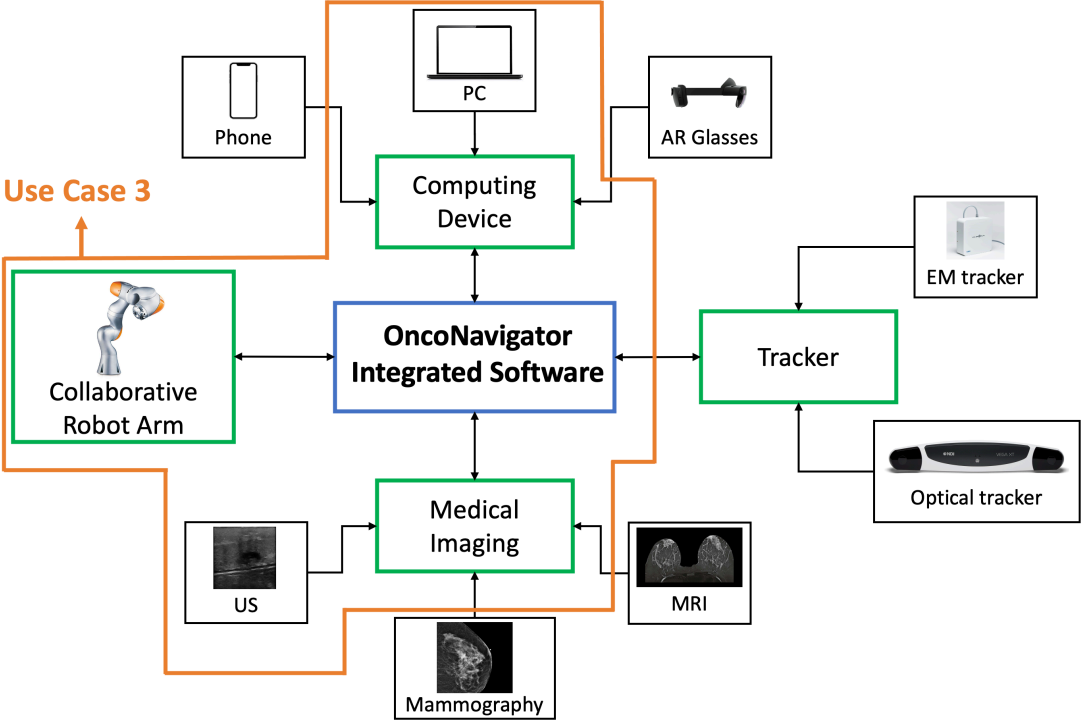 PC
Phone
AR Glasses
Computing
Device
Use Case 3
EM tracker
OncoNavigator
Integrated Software
Tracker
Collaborative
Robot Arm
Medical
Imaging
NDI
Optical tracker
US
MRI
Mammography